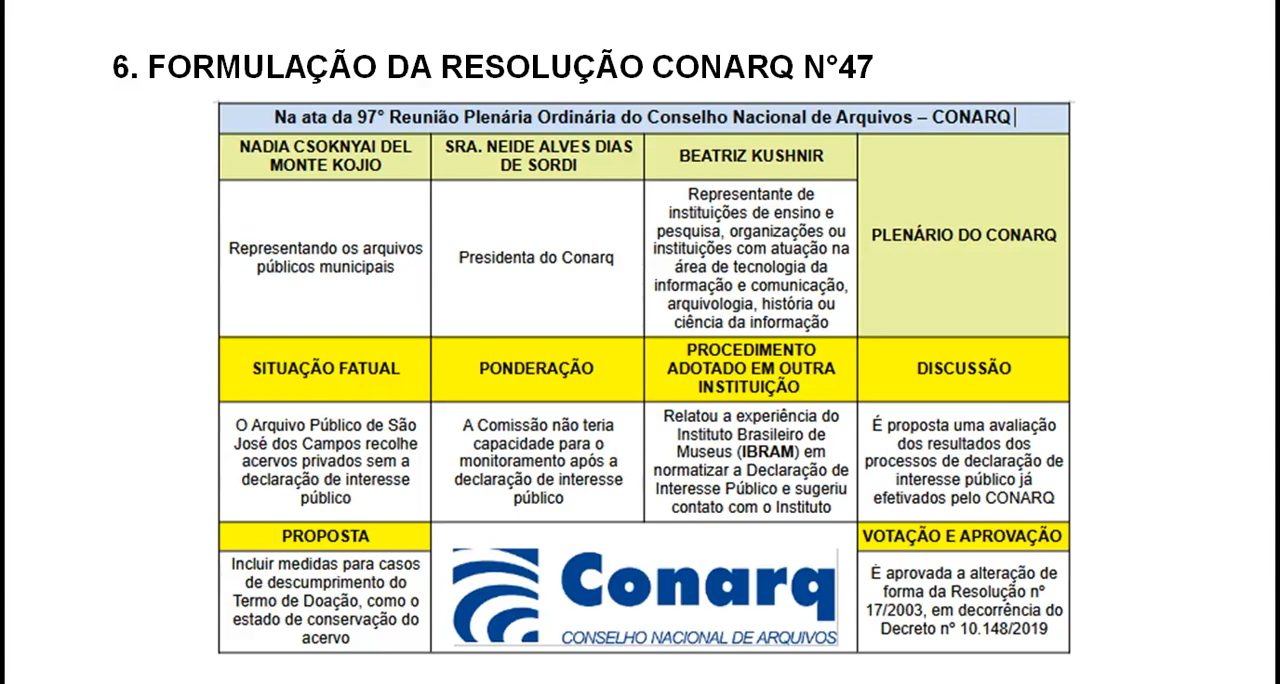 6. FORMULAÇÃO DA RESOLUÇÃO CONARQ N°47
Na ata da 97° Reunião Plenária Ordinária do Conselho Nacional de Arquivos – CONARQ
NADIA CSOKNYAI DEL
MONTE KOJIO
SRA. NEIDE ALVES DIAS
DE SORDI
BEATRIZ KUSHNIR
PLENÁRIO DO CONARQ
Representando os arquivos
públicos municipais
Presidenta do Conarq
Representante de
instituições de ensino e
pesquisa, organizações ou
instituições com atuação na
área de tecnologia da
informação e comunicação,
arquivologia, história ou
ciência da informação
SITUAÇÃO FATUAL
PONDERAÇÃO
PROCEDIMENTO
ADOTADO EM OUTRA
INSTITUIÇÃO
DISCUSSÃO
O Arquivo Público de São
José dos Campos recolhe
acervos privados sem a
declaração de interesse
público
A Comissão não teria
capacidade para o
monitoramento após a
declaração de interesse
público
Relatou a experiência do
Instituto Brasileiro de
Museus (IBRAM) em
normatizar a Declaração de
Interesse Público e sugeriu
contato com o Instituto
É proposta uma avaliação
dos resultados dos
processos de declaração de
interesse público já
efetivados pelo CONARQ
PROPOSTA
Incluir medidas para casos
de descumprimento do
Termo de Doação, como o
estado de conservação do
acervo
Conarq
CONSELHO NACIONAL DE ARQUIVOS
VOTAÇÃO E APROVAÇÃO
É aprovada a alteração de
forma da Resolução nº
17/2003, em decorrência do
Decreto nº 10.148/2019